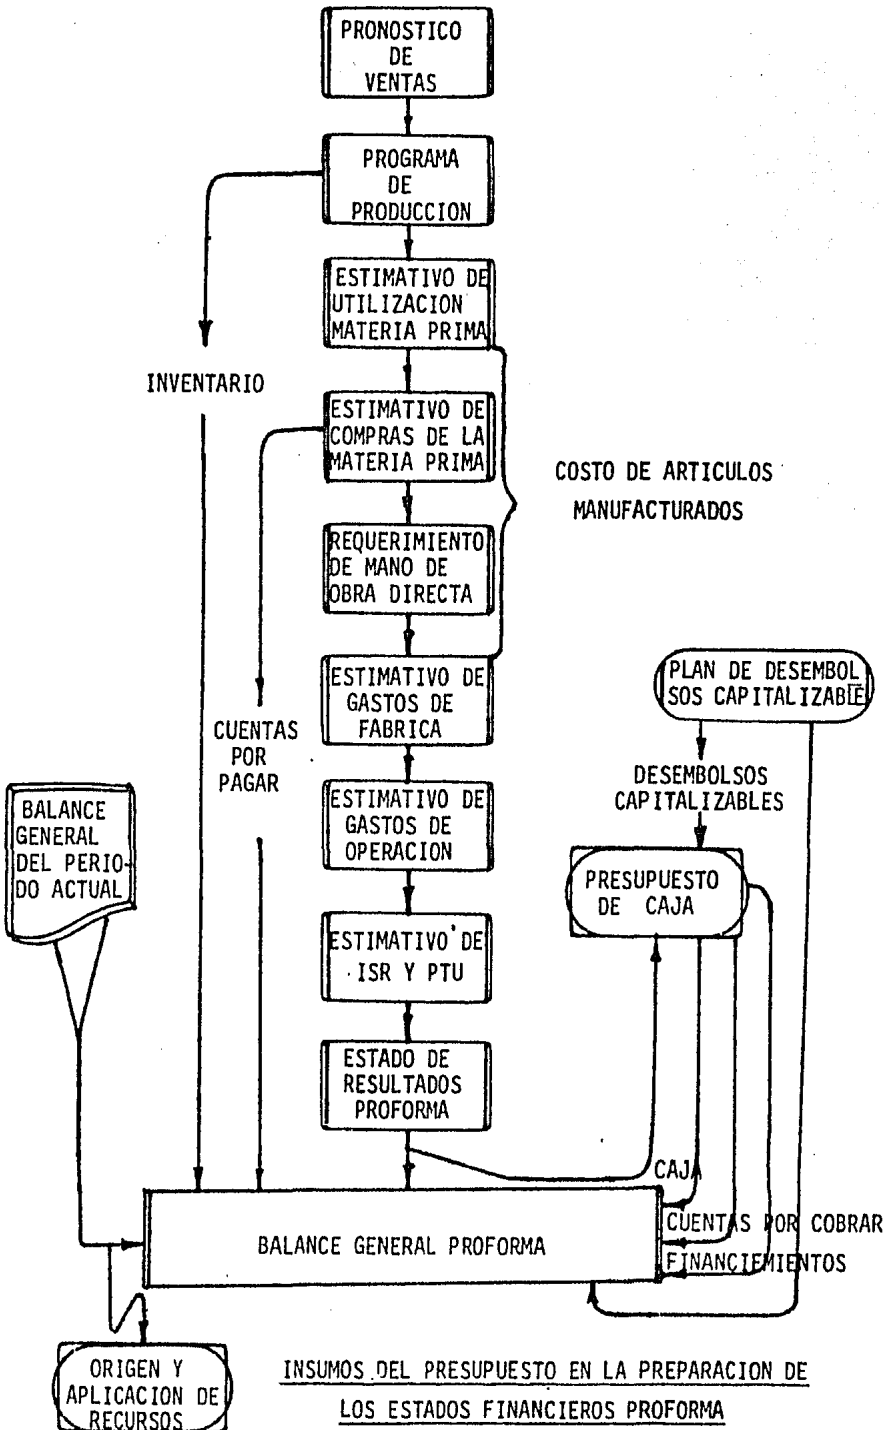 PRONOSTICO
DE
VENTAS
PROGRAMA
DE
PRODUCCION
ESTIMATIVO DE
UTILIZACION
MATERIA PRIMA
INVENTARIO
ESTIMATIVO DE
COMPRAS DE LA
MATERIA PRIMA
COSTO DE ARTICULOS
MANUFACTURADOS
REQUERIMIENTO
DE MANO DE
OBRA DIRECTA
ESTIMATIVO DE
GASTOS DE
FABRICA
PLAN DE DESEMBOL
SOS CAPITALIZABLE
CUENTAS
POR
PAGAR
DESEMBOLSOS
CAPITALIZABLES
BALANCE
GENERAL
DEL PERIO-
DO ACTUAL
ESTIMATIVO DE
GASTOS DE
OPERACION
PRESUPUESTO
DE CAJA
ESTIMATIVO DE
ISR Y PTU
ESTADO DE
RESULTADOS
PROFORMA
CAJA
CUENTAS POR COBRAR
FINANCIEMIENTOS
BALANCE GENERAL PROFORMA
ORIGEN Y
APLICACION DE
RECURSOS
INSUMOS DEL PRESUPUESTO EN LA PREPARACION DE
LOS ESTADOS FINANCIEROS PROFORMA